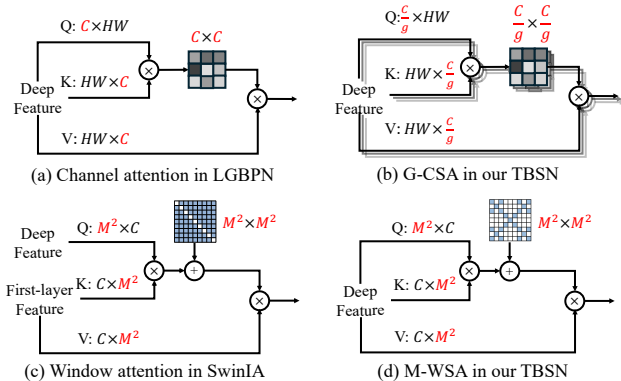 Q: C×HW
C×C
K: HW×C
Deep
Feature
V: HW×C
(a) Channel attention in LGBPN
Q: C/g×HW
C/g × C/g
K: HW×C/g
Deep
Feature
V: HW×C/g
(b) G-CSA in our TBSN
Q: M²×C
M²×M²
Deep
Feature
K: C×M²
First-layer
Feature
V: C×M²
(c) Window attention in SwinIA
Q: M²×C
M²×M²
K: C×M²
Deep
Feature
V: C×M²
(d) M-WSA in our TBSN